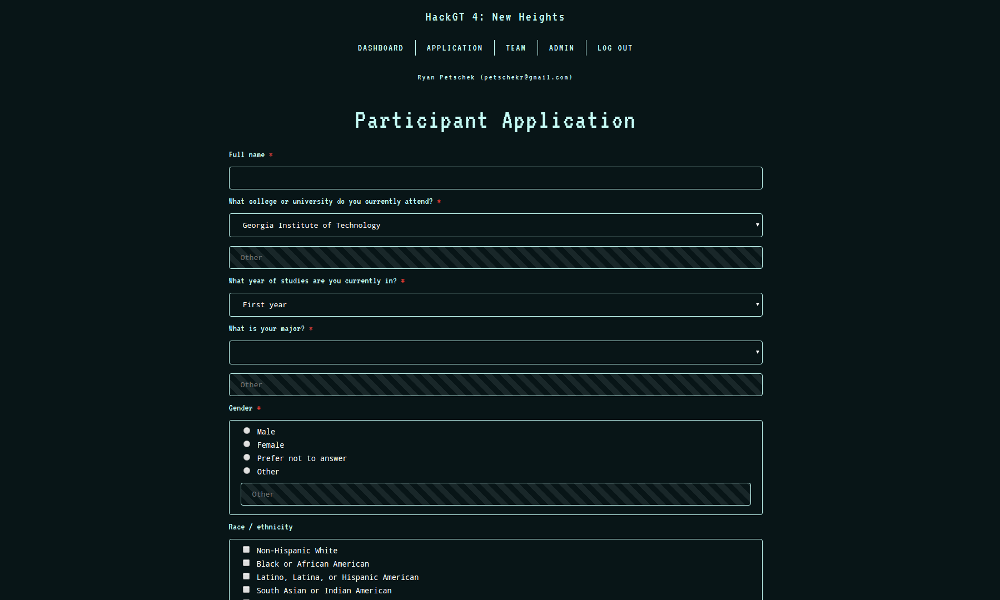 HackGT 4: New Heights
DASHBOARD
APPLICATION
TEAM
ADMIN
LOG OUT
Ryan Petschek (petschekr@gmail.com)
Participant Application
Full name *
What college or university do you currently attend? *
Georgia Institute of Technology
Other
What year of studies are you currently in? *
First year
What is your major? *
Other
Gender *
Male
Female
Prefer not to answer
Other
Other
Race / ethnicity
Non-Hispanic White
Black or African American
Latino, Latina, or Hispanic American
South Asian or Indian American